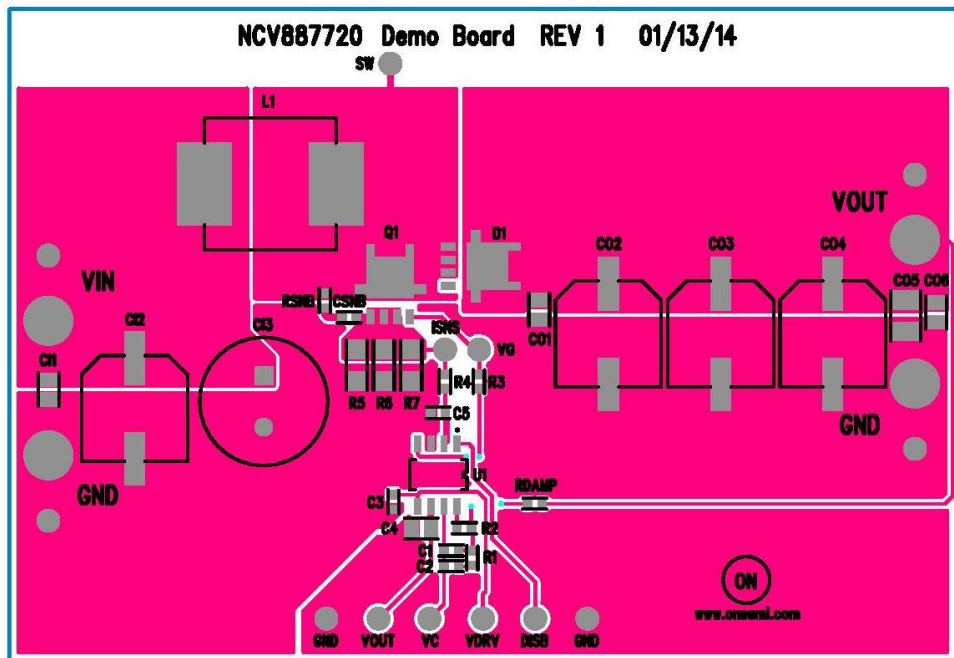 NCV887720 Demo Board REV 1 01/13/14
SW
L1
VOUT
Q1 D1
CO2 CO3 CO4
VIN
RSNB CSNB
CO5 CO6
CI2 CI3
ISNS
VG
CO1
CI1
R4 R3
R5 R6 R7
C5
GND
U1
GND
C3
RDAMP
C4
R2
C1
R1
C2
ON
www.onsemi.com
GND VOUT VC VDRV DISB GND